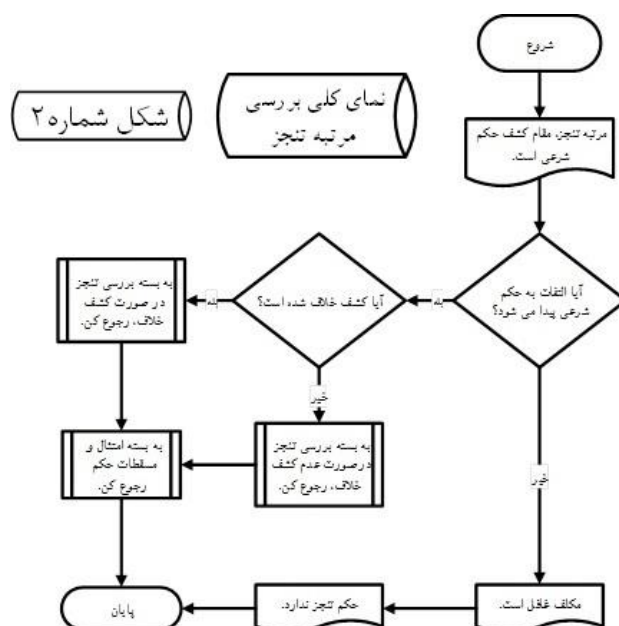 شروع
نمای کلی بررسی
مرتبه تنجز
شکل شماره ۲
مرتبه تنجز، مقام کشف حکم
شرعی است.
آیا التفات به حکم
شرعی پیدا می شود؟
بله
آیا کشف خلاف شده است؟
بله
به بسته بررسی تنجز
در صورت کشف
خلاف، رجوع کن.
خیر
به بسته بررسی تنجز
درصورت عدم کشف
خلاف، رجوع کن.
به بسته امتثال و
مسقطات حکم
رجوع کن.
خیر
مکلف غافل است.
حکم تنجز ندارد.
پایان